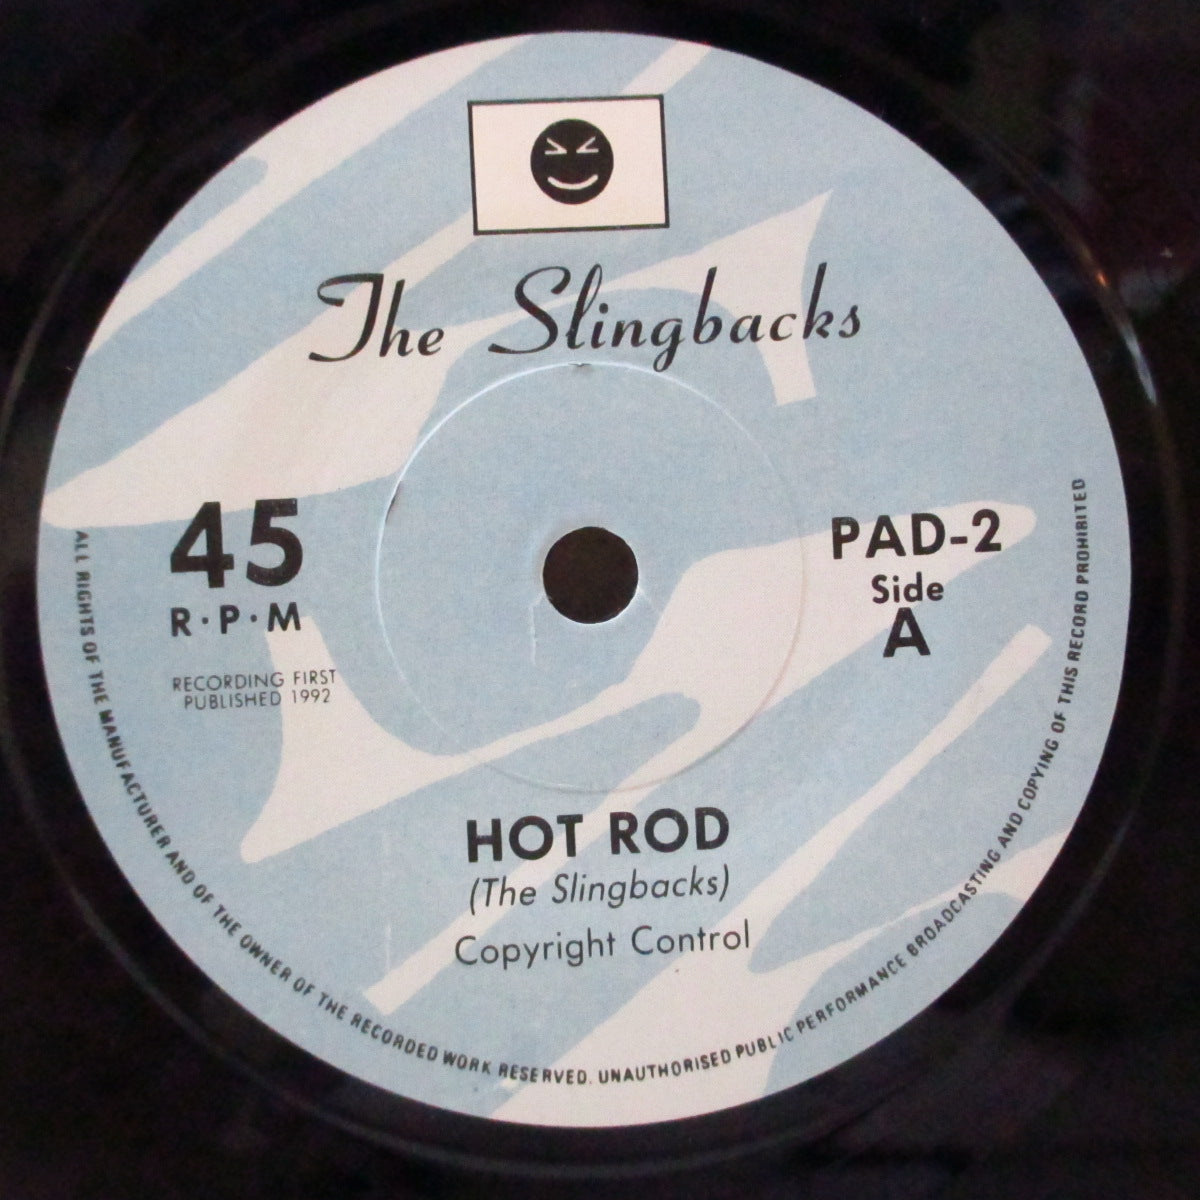 The Slingbacks
45
R·P·M
RECORDING FIRST
PUBLISHED 1992
PAD-2
Side
A
HOT ROD
(The Slingbacks)
Copyright Control
ALL RIGHTS OF THE MANUFACTURER AND OF THE OWNER OF THE RECORDED WORK RESERVED. UNAUTHORISED PUBLIC PERFORMANCE BROADCASTING AND COPYING OF THIS RECORD PROHIBITED